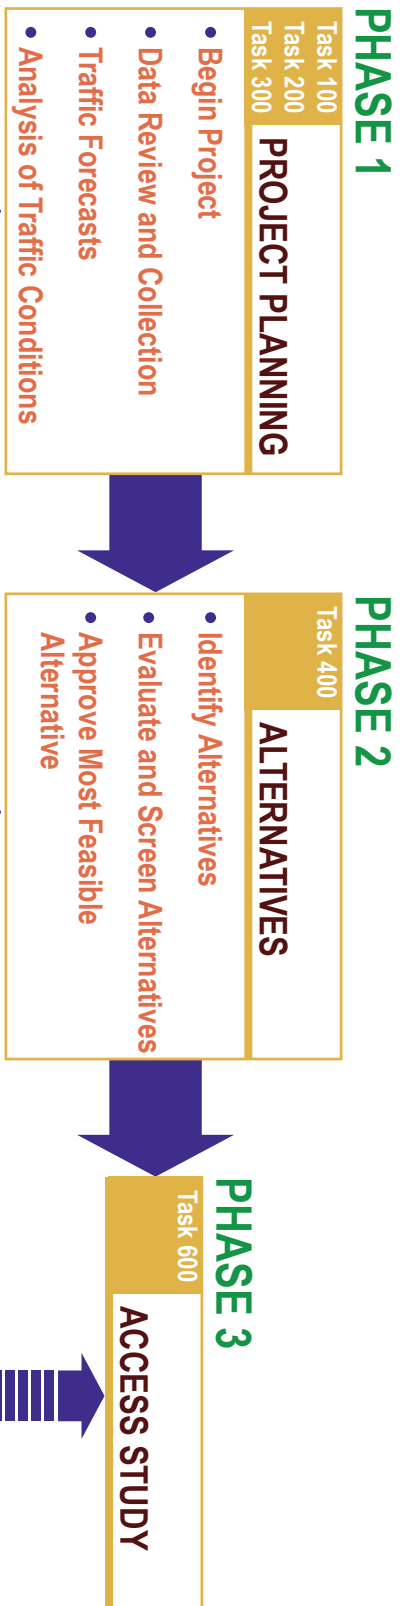 PHASE 1
Task 100
Task 200
Task 300
PROJECT PLANNING
• Begin Project
• Data Review and Collection
• Traffic Forecasts
• Analysis of Traffic Conditions
PHASE 2
Task 400
ALTERNATIVES
• Identify Alternatives
• Evaluate and Screen Alternatives
• Approve Most Feasible
Alternative
PHASE 3
Task 600
ACCESS STUDY